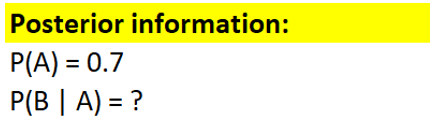 Posterior information:
P(A) = 0.7
P(B | A) = ?